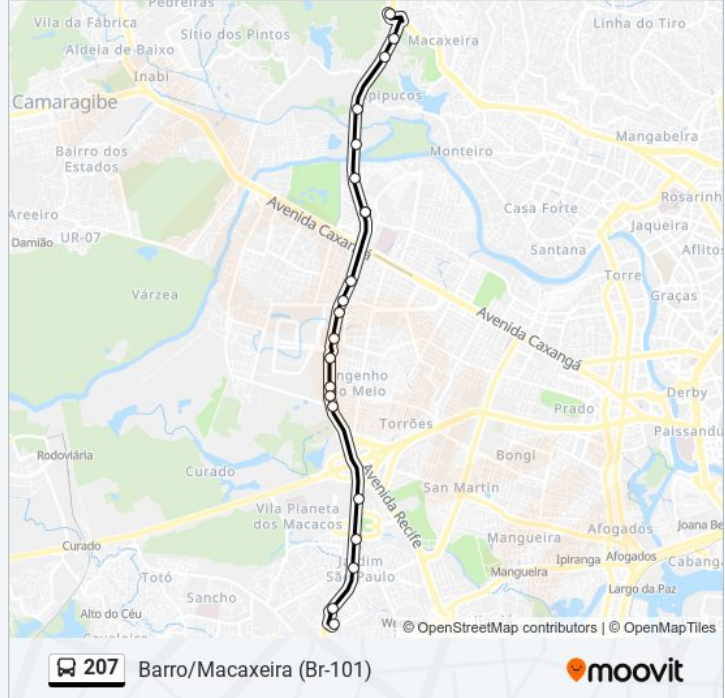 Pedreiras
Vila da Fábrica
Sítio dos Pintos
Linha do Tiro
Aldeia de Baixo
Macaxeira
Inabi
Camaragibe
pipucos
Mangabeira
Bairro dos
Estados
Monteiro
Rosarinh
Casa Forte
Areeiro
Jaqueira
Avenida Caxangá
Damião
UR-07
Santana
Aflitos
Torre
Várzea
Graças
Avenida Caxangá
ngenho
o Meio
Derby
Prado
Torrões
Paissandu
Rodoviária
Bongi
Curado
Avenida Recife
San Martin
Vila Planeta
dos Macacos
Afogados
Joana Be
Mangueira
Curado
Jardim
São Paulo
Ipiranga
Afogados
Cabanga
Totó
Mangueira
Sancho
Largo da Paz
Alto do Céu
© OpenStreetMap contributors | © OpenMapTiles
207 Barro/Macaxeira (Br-101)
moovit